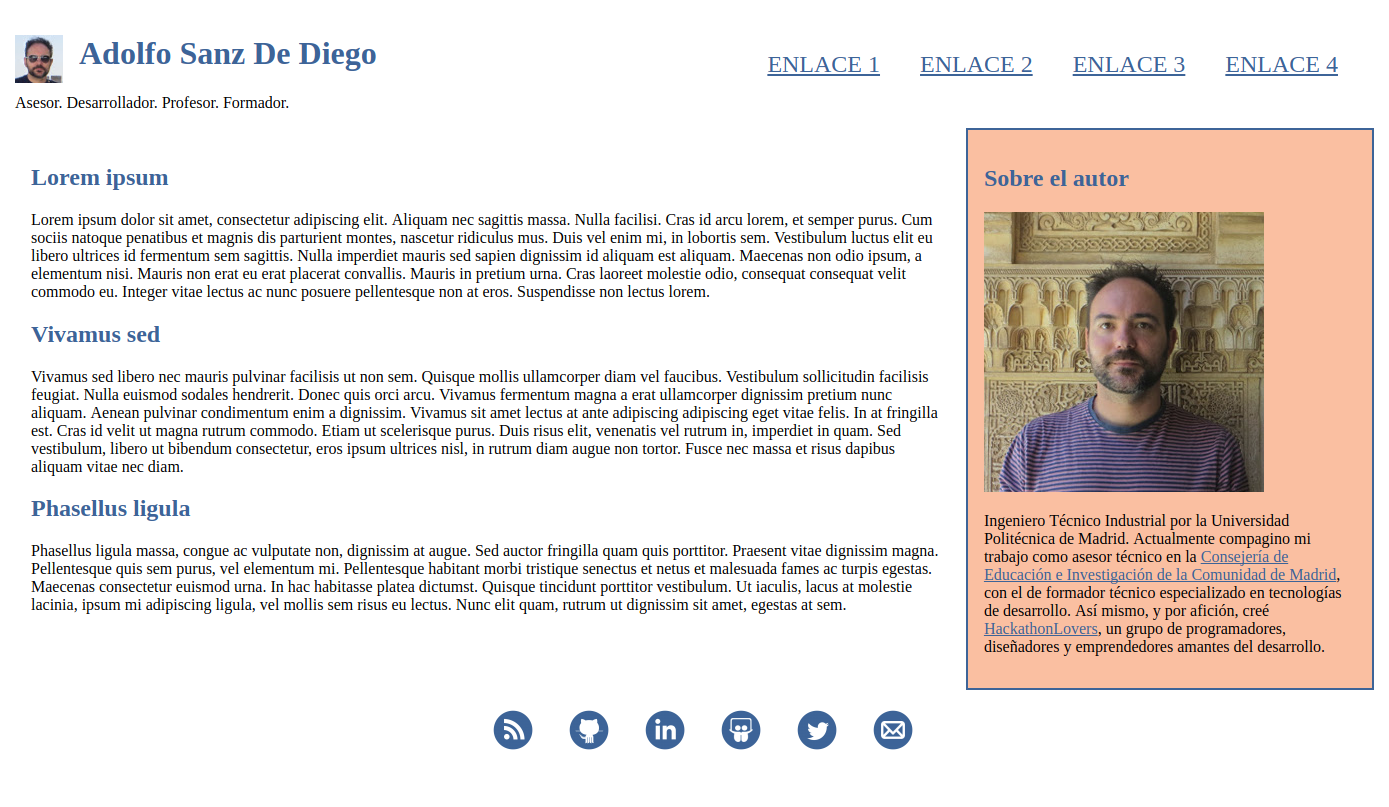 Adolfo Sanz De Diego
ENLACE 1 ENLACE 2 ENLACE 3 ENLACE 4
Asesor. Desarrollador. Profesor. Formador.
Lorem ipsum
Lorem ipsum dolor sit amet, consectetur adipiscing elit. Aliquam nec sagittis massa. Nulla facilisi. Cras id arcu lorem, et semper purus. Cum
sociis natoque penatibus et magnis dis parturient montes, nascetur ridiculus mus. Duis vel enim mi, in lobortis sem. Vestibulum luctus elit eu
libero ultrices id fermentum sem sagittis. Nulla imperdiet mauris sed sapien dignissim id aliquam est aliquam. Maecenas non odio ipsum, a
elementum nisi. Mauris non erat eu erat placerat convallis. Mauris in pretium urna. Cras laoreet molestie odio, consequat consequat velit
commodo eu. Integer vitae lectus ac nunc posuere pellentesque non at eros. Suspendisse non lectus lorem.
Vivamus sed
Vivamus sed libero nec mauris pulvinar facilisis ut non sem. Quisque mollis ullamcorper diam vel faucibus. Vestibulum sollicitudin facilisis
feugiat. Nulla euismod sodales hendrerit. Donec quis orci arcu. Vivamus fermentum magna a erat ullamcorper dignissim pretium nunc
aliquam. Aenean pulvinar condimentum enim a dignissim. Vivamus sit amet lectus at ante adipiscing adipiscing eget vitae felis. In at fringilla
est. Cras id velit ut magna rutrum commodo. Etiam ut scelerisque purus. Duis risus elit, venenatis vel rutrum in, imperdiet in quam. Sed
vestibulum, libero ut bibendum consectetur, eros ipsum ultrices nisl, in rutrum diam augue non tortor. Fusce nec massa et risus dapibus
aliquam vitae nec diam.
Phasellus ligula
Phasellus ligula massa, congue ac vulputate non, dignissim at augue. Sed auctor fringilla quam quis porttitor. Praesent vitae dignissim magna.
Pellentesque quis sem purus, vel elementum mi. Pellentesque habitant morbi tristique senectus et netus et malesuada fames ac turpis egestas.
Maecenas consectetur euismod urna. In hac habitasse platea dictumst. Quisque tincidunt porttitor vestibulum. Ut iaculis, lacus at molestie
lacinia, ipsum mi adipiscing ligula, vel mollis sem risus eu lectus. Nunc elit quam, rutrum ut dignissim sit amet, egestas at sem.
Sobre el autor
Ingeniero Técnico Industrial por la Universidad
Politécnica de Madrid. Actualmente compagino mi
trabajo como asesor técnico en la Consejería de
Educación e Investigación de la Comunidad de Madrid,
con el de formador técnico especializado en tecnologías
de desarrollo. Así mismo, y por afición, creé
HackathonLovers, un grupo de programadores,
diseñadores y emprendedores amantes del desarrollo.
in